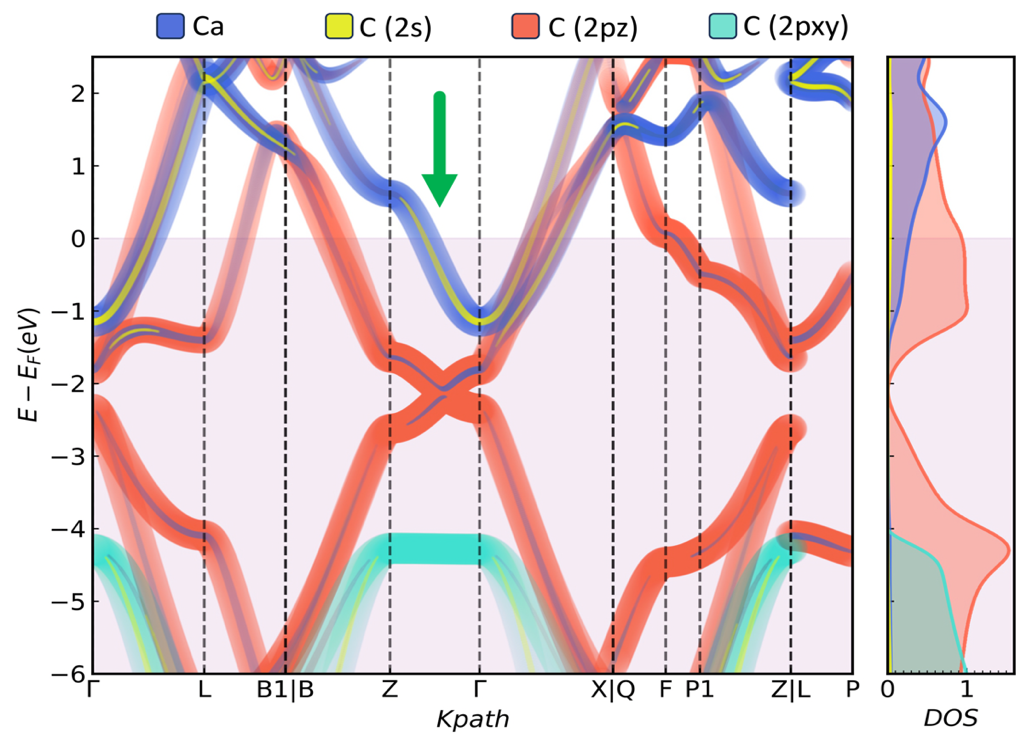 Ca C (2s) C (2pz) C (2pxy)
2
1
0
−1
−2
−3
−4
−5
−6
E − E_F(eV)
Γ L B1|B Z Γ X|Q F P1 Z|L P
Kpath
0 1
DOS